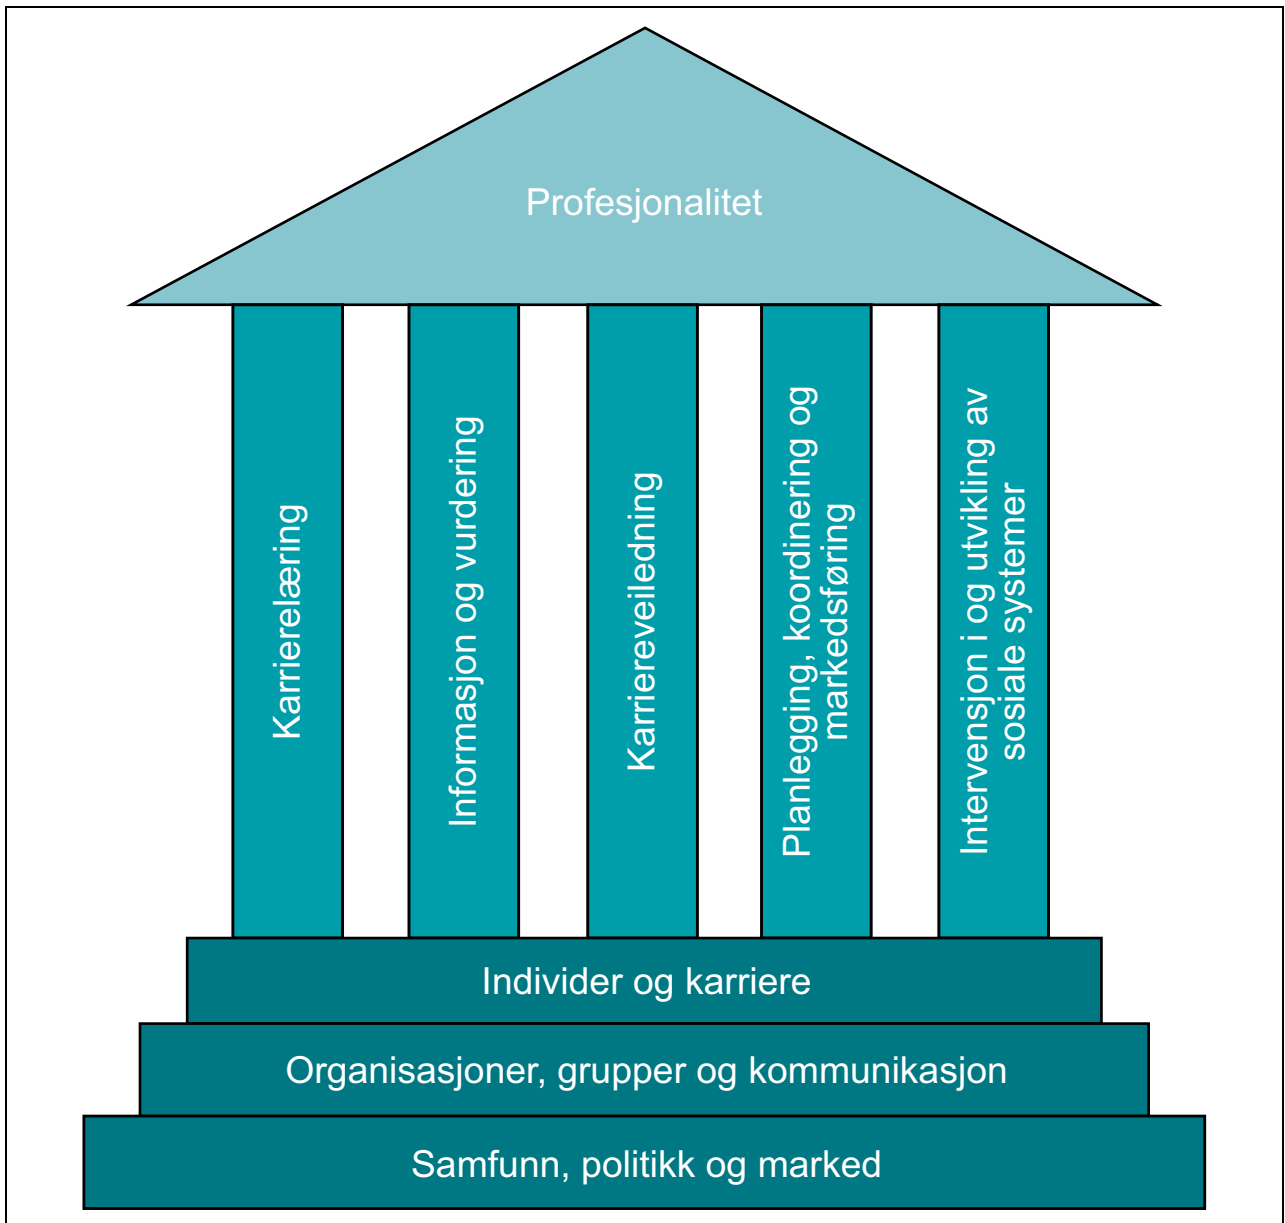 Profesjonalitet
Karrierelæring
Informasjon og vurdering
Karriereveiledning
Planlegging, koordinering og
markedsføring
Intervensjon i og utvikling av
sosiale systemer
Individer og karriere
Organisasjoner, grupper og kommunikasjon
Samfunn, politikk og marked